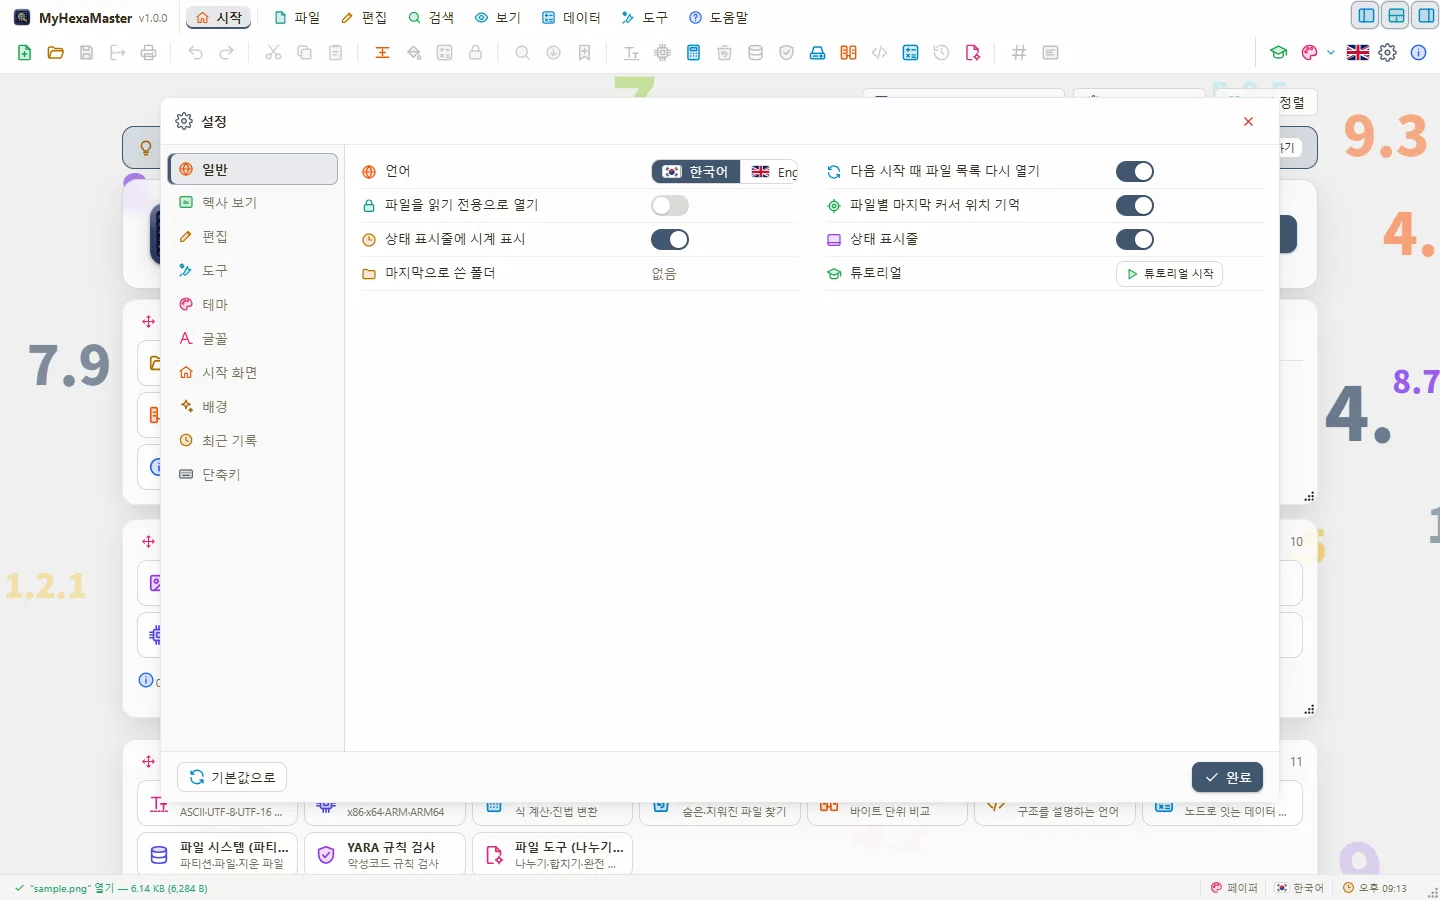 MyHexaMaster v1.0.0 시작 파일 편집 검색 보기 데이터 도구 도움말
정렬
설정
일반
헥사 보기
편집
도구
테마
글꼴
시작 화면
배경
최근 기록
단축키
언어 한국어 Eng
다음 시작 때 파일 목록 다시 열기
파일을 읽기 전용으로 열기
파일별 마지막 커서 위치 기억
상태 표시줄에 시계 표시
상태 표시줄
마지막으로 쓴 폴더 없음
튜토리얼 튜토리얼 시작
기본값으로
완료
9.3
4.
7.9
8.7
4.
1.2.1
10
11
ASCII·UTF-8·UTF-16 ...
x86·x64·ARM·ARM64
식 계산·진법 변환
숨은·지워진 파일 찾기
바이트 단위 비교
구조를 설명하는 언어
노드로 잇는 데이터 ...
파일 시스템 (파티...
파티션·파일·지운 파일
YARA 규칙 검사
악성코드 규칙 검사
파일 도구 (나누기...
나누기·합치기·완전 ...
9
"sample.png" 열기 — 6.14 KB (6,284 B)
페이퍼 한국어 오후 09:13